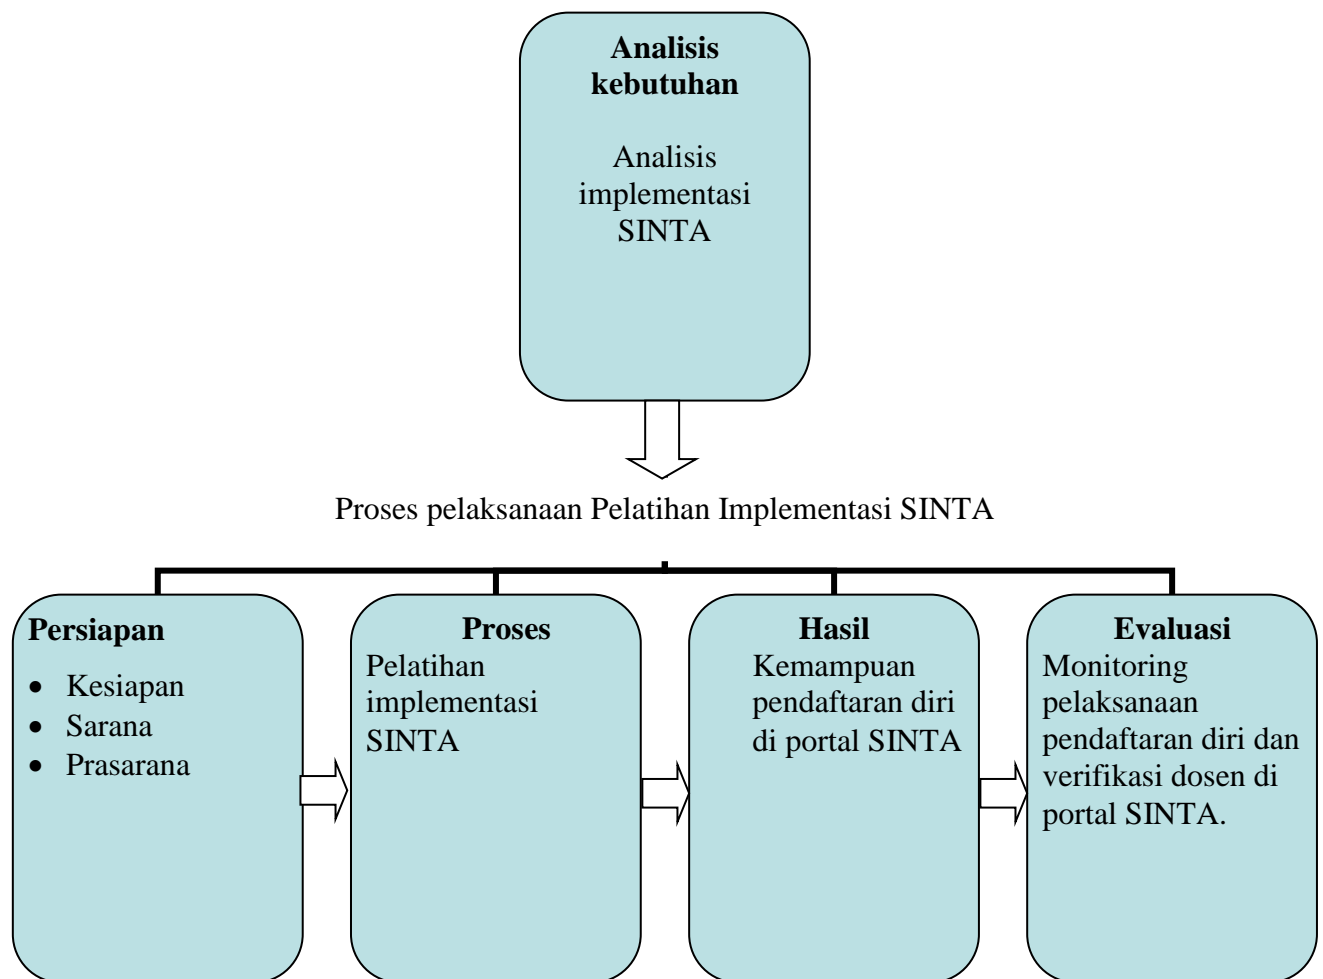 Analisis
kebutuhan
Analisis
implementasi
SINTA
Proses pelaksanaan Pelatihan Implementasi SINTA
Persiapan
• Kesiapan
• Sarana
• Prasarana
Proses
Pelatihan
implementasi
SINTA
Hasil
Kemampuan
pendaftaran diri
di portal SINTA
Evaluasi
Monitoring
pelaksanaan
pendaftaran diri dan
verifikasi dosen di
portal SINTA.